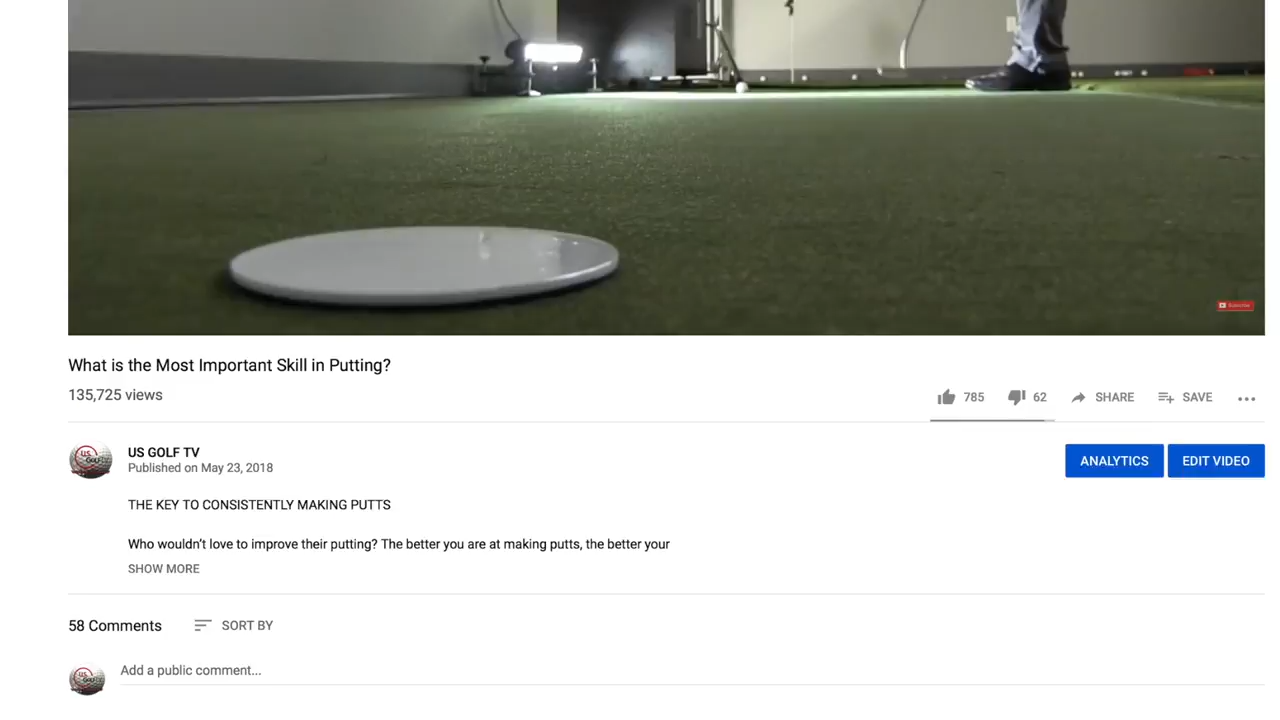 Subscribe
What is the Most Important Skill in Putting?
135,725 views
785
62
SHARE
SAVE
US GOLF TV
Published on May 23, 2018
ANALYTICS
EDIT VIDEO
THE KEY TO CONSISTENTLY MAKING PUTTS
Who wouldn't love to improve their putting? The better you are at making putts, the better your
SHOW MORE
58 Comments
SORT BY
Add a public comment...